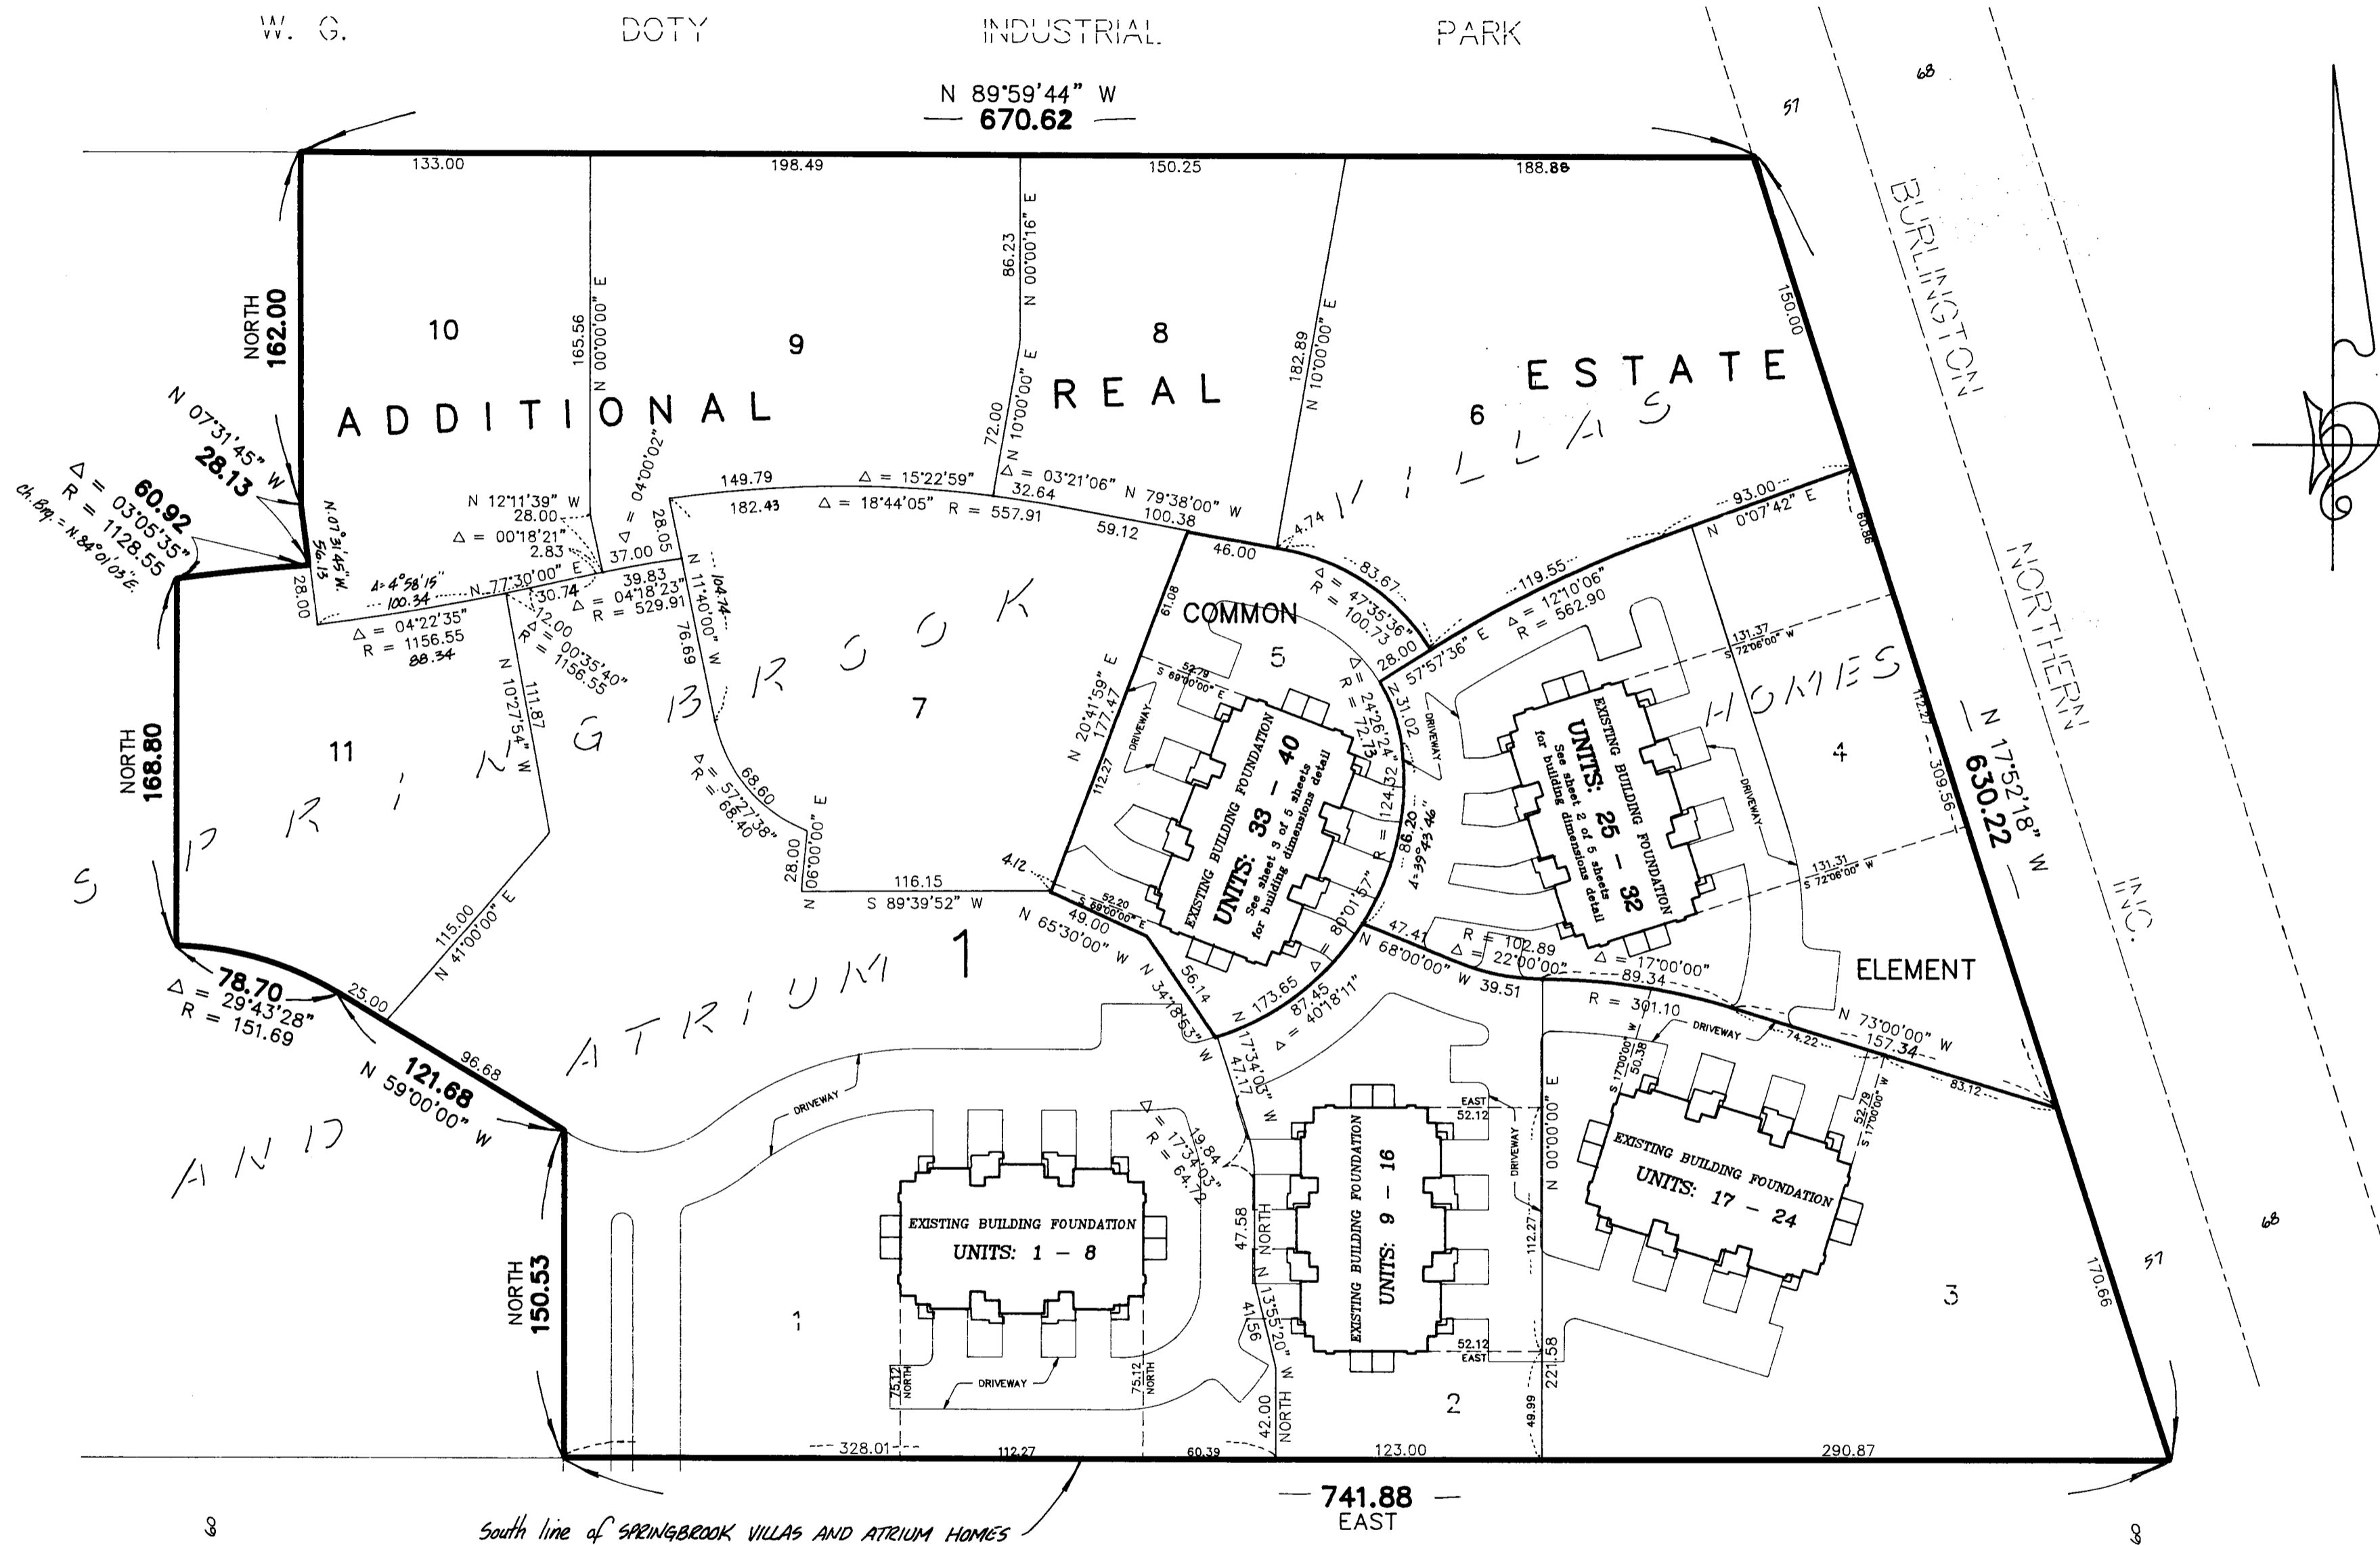 W. G. DOTY INDUSTRIAL PARK
N 89°59'44" W
670.62
133.00
198.49
150.25
188.88
68
57
BURLINGTON
NORTHERN
INC.
NORTH
162.00
10
165.56
N 00°00'00" E
9
86.23
N 00°00'16" E
8
182.89
N 10°00'00" E
6
150.00
ADDITIONAL REAL ESTATE
72.00
N 10°00'00" E
N 07°31'45" W
28.13
60.92
Δ = 03°05'35"
R = 1128.55
Ch. Brg. = N.84°01'03"E.
N.07°31'45"W.
56.13
28.00
N 12°11'39" W
28.00
Δ = 00°18'21"
2.83
Δ = 04°00'02"
28.05
37.00
149.79
Δ = 15°22'59"
182.43
Δ = 18°44'05"
R = 557.91
Δ = 03°21'06"
32.64
N 79°38'00" W
100.38
59.12
46.00
4.74
83.67
Δ = 47°35'36"
R = 100.73
28.00
57°57'36" E
119.55
Δ = 12°10'06"
R = 562.90
93.00
N 0°07'42" E
60.86
Δ=4°58'15"
100.34
N 77°30'00" E
30.74
39.83
Δ = 04°18'23"
R = 529.91
Δ = 04°22'35"
R = 1156.55
88.34
12.00
Δ = 00°35'40"
R = 1156.55
N 11°40'00" W
104.74
76.69
111.87
N 10°27'54" W
SPRINGBROOK VILLAS
AND ATRIUM HOMES
NORTH
168.80
11
7
68.60
Δ = 57°27'38"
R = 68.40
28.00
N 06°00'00" E
116.15
S 89°39'52" W
115.00
N 41°00'00" E
COMMON
5
61.08
52.79
S 69°00'00" E
N 20°41'59" E
177.47
112.27
DRIVEWAY
EXISTING BUILDING FOUNDATION
UNITS: 33 - 40
See sheet 3 of 5 sheets
for building dimensions detail
Δ = 24°26'24"
R = 72.73
31.02
DRIVEWAY
R = 124.32
86.20
Δ=39°43'46"
Δ = 80°01'57"
4.12
52.20
S 69°00'00" E
49.00
N 65°30'00" W
56.14
N 34°18'53" W
173.65
87.45
Δ = 40°18'11"
EXISTING BUILDING FOUNDATION
UNITS: 25 - 32
See sheet 2 of 5 sheets
for building dimensions detail
131.37
S 72°06'00" W
4
DRIVEWAY
112.27
309.56
N 17°52'18" W
630.22
131.31
S 72°06'00" W
ELEMENT
47.41
N 68°00'00" W
R = 102.89
Δ = 22°00'00"
39.51
Δ = 17°00'00"
89.34
R = 301.10
DRIVEWAY
74.22
N 73°00'00" W
157.34
83.12
78.70
Δ = 29°43'28"
R = 151.69
25.00
96.68
121.68
N 59°00'00" W
1
N 17°34'03" W
47.17
DRIVEWAY
19.84
Δ = 17°34'03"
R = 64.72
EAST
52.12
DRIVEWAY
N 00°00'00" E
S 17°00'00" W
50.38
52.79
S 17°00'00" W
EXISTING BUILDING FOUNDATION
UNITS: 1 - 8
EXISTING BUILDING FOUNDATION
UNITS: 9 - 16
EXISTING BUILDING FOUNDATION
UNITS: 17 - 24
NORTH
150.53
1
47.58
N NORTH
112.27
41.56
N 13°55'20" W
75.12
NORTH
DRIVEWAY
75.12
NORTH
42.00
NORTH
52.12
EAST
2
49.99
221.58
3
170.66
68
57
328.01
112.27
60.39
123.00
290.87
741.88
EAST
60
South line of SPRINGBROOK VILLAS AND ATRIUM HOMES
60